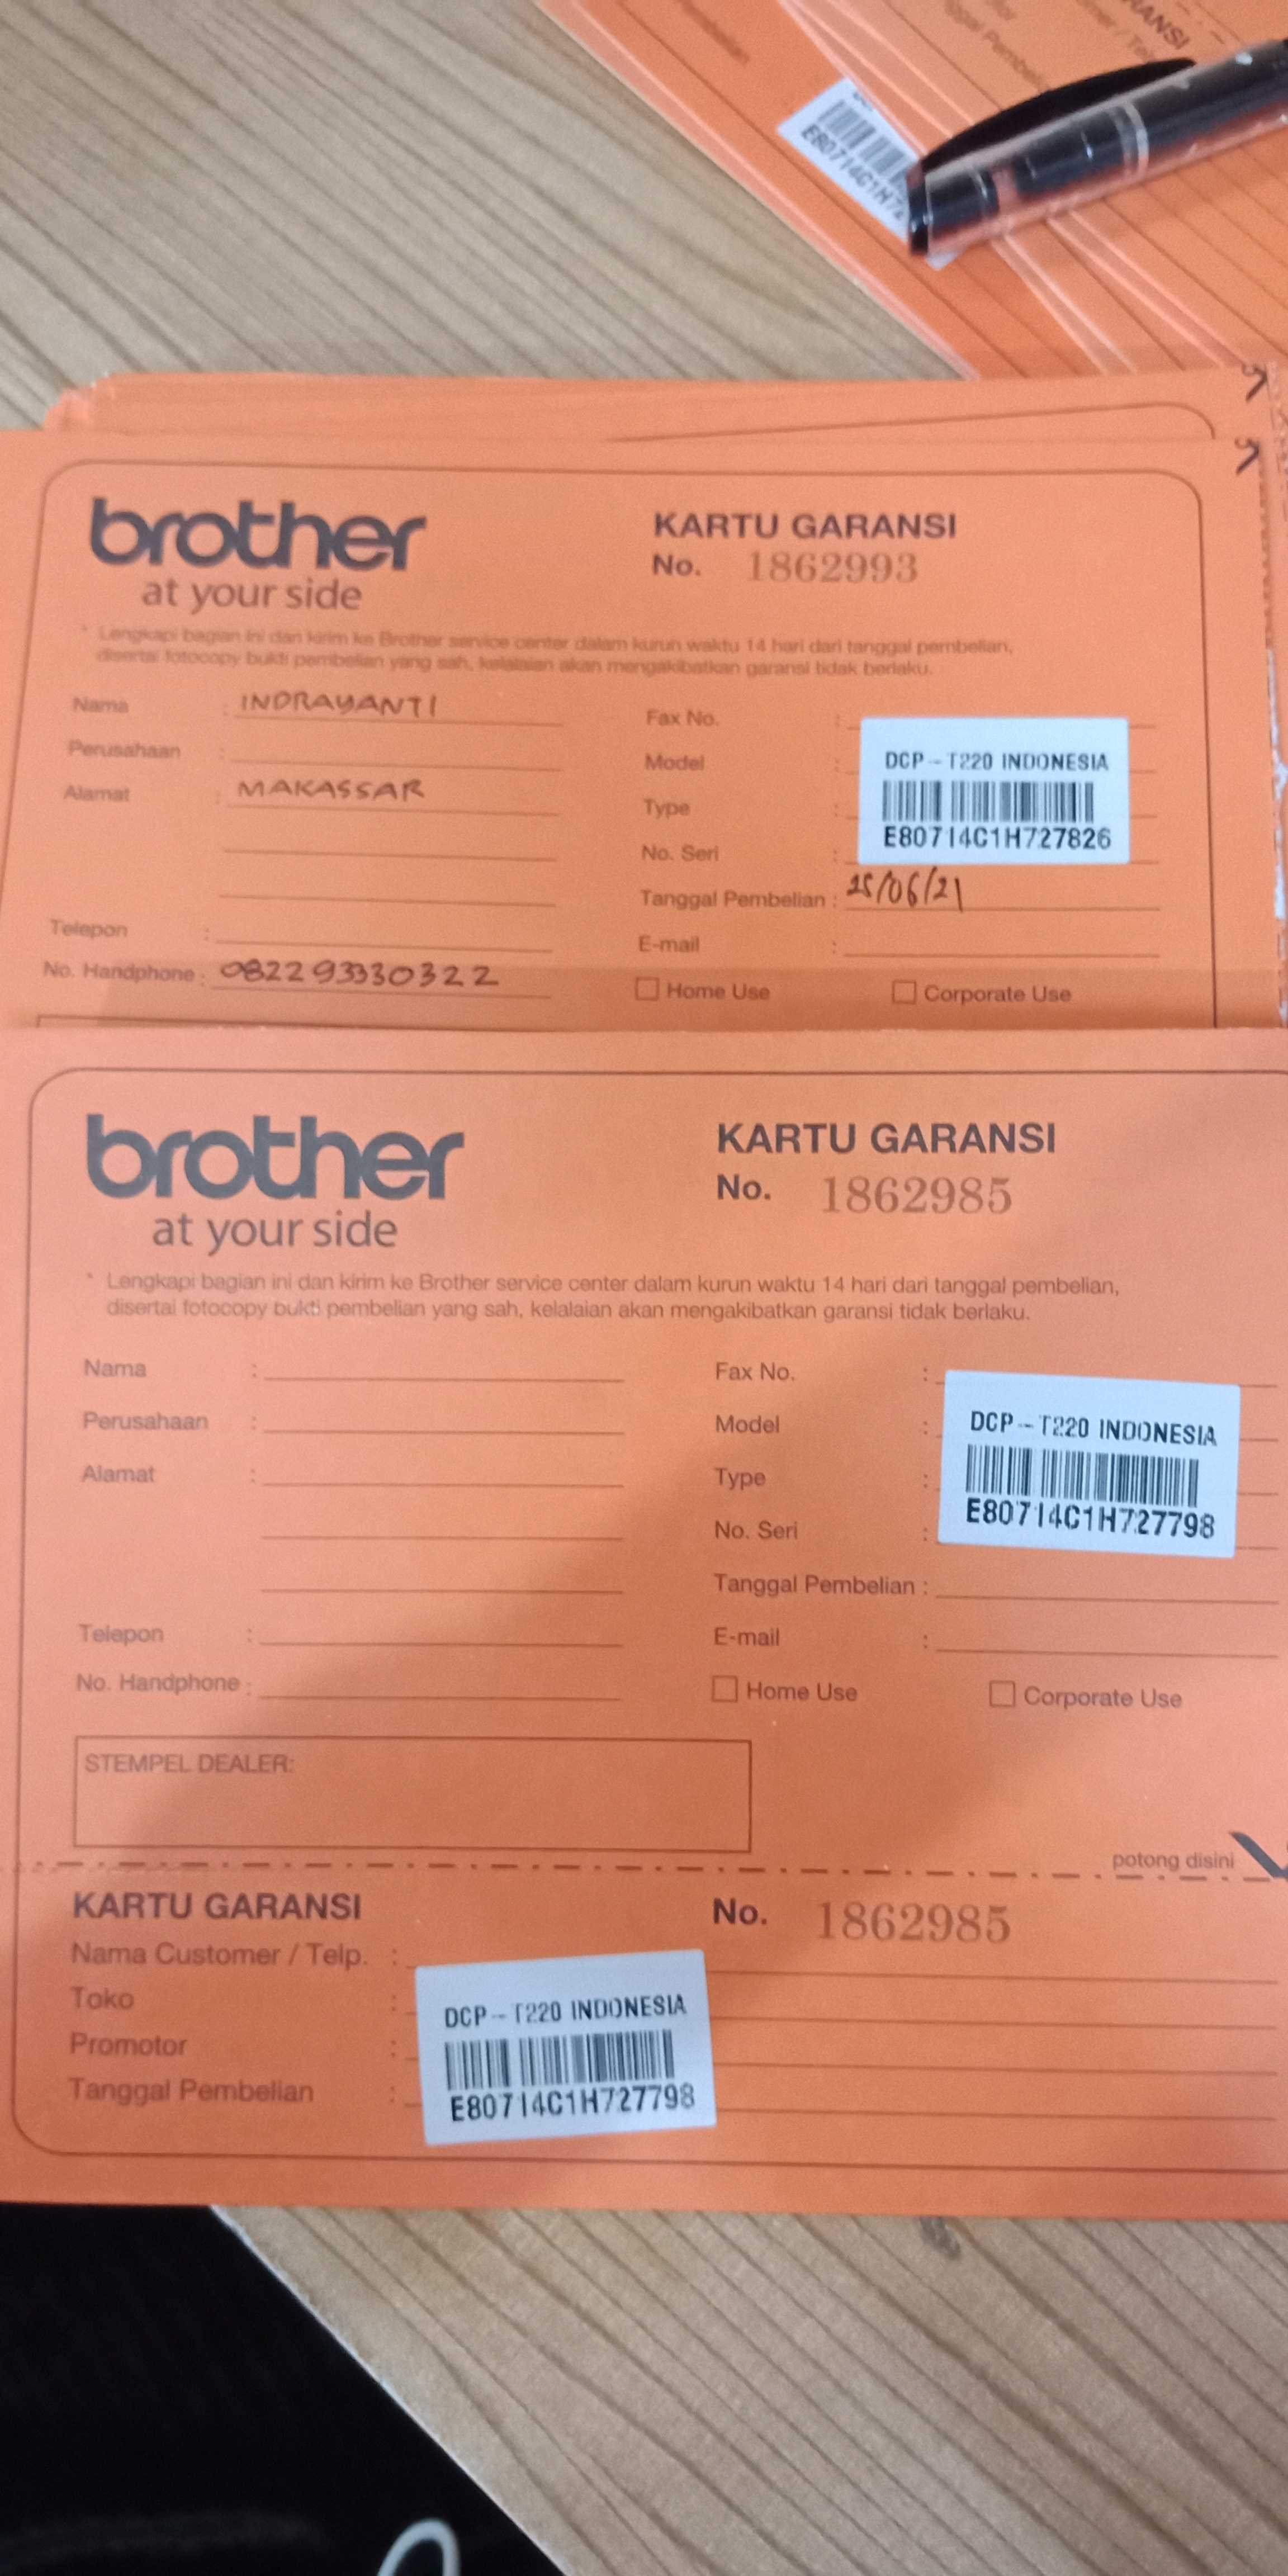 GARANSI
E80714C1H72
brother
at your side
KARTU GARANSI
No. 1862993
* Lengkapi bagian ini dan kirim ke Brother service center dalam kurun waktu 14 hari dari tanggal pembelian,
disertai fotocopy bukti pembelian yang sah, kelalaian akan mengakibatkan garansi tidak berlaku.
Nama : INDRAYANTI
Perusahaan :
Alamat : MAKASSAR
Telepon :
No. Handphone : 082293330322
Fax No. :
Model :
Type :
No. Seri :
DCP-T220 INDONESIA
E80714C1H727826
Tanggal Pembelian : 25/06/21
E-mail :
Home Use
Corporate Use
brother
at your side
KARTU GARANSI
No. 1862985
* Lengkapi bagian ini dan kirim ke Brother service center dalam kurun waktu 14 hari dari tanggal pembelian,
disertai fotocopy bukti pembelian yang sah, kelalaian akan mengakibatkan garansi tidak berlaku.
Nama :
Perusahaan :
Alamat :
Telepon :
No. Handphone :
Fax No. :
Model :
Type :
No. Seri :
DCP-T220 INDONESIA
E80714C1H727798
Tanggal Pembelian :
E-mail :
Home Use
Corporate Use
STEMPEL DEALER:
potong disini
KARTU GARANSI
No. 1862985
Nama Customer / Telp. :
Toko :
Promotor :
Tanggal Pembelian :
DCP-T220 INDONESIA
E80714C1H727798